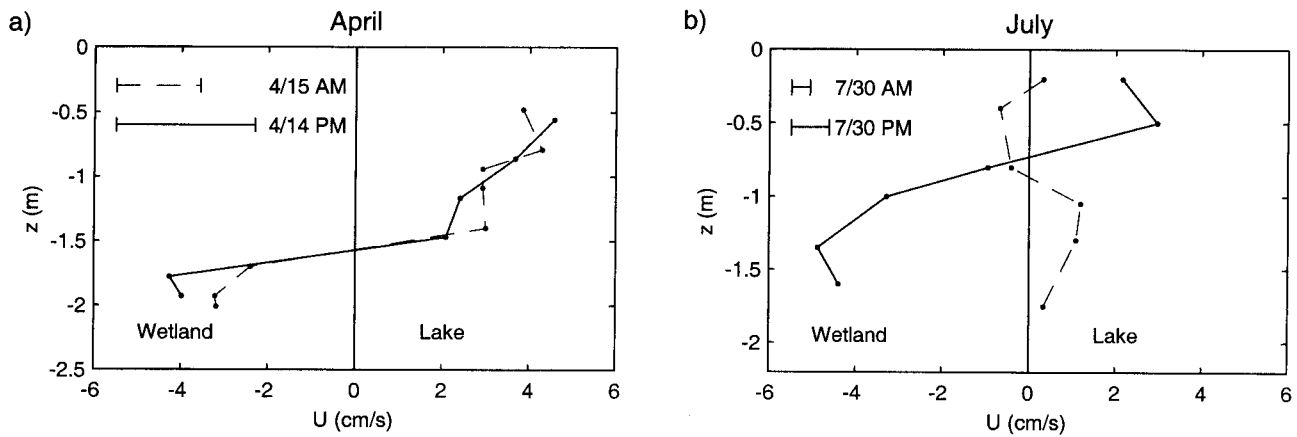 a)
April
0
-0.5
-1
-1.5
-2
-2.5
z (m)
4/15 AM
4/14 PM
Wetland
Lake
-6 -4 -2 0 2 4 6
U (cm/s)
b)
July
0
-0.5
-1
-1.5
-2
z (m)
7/30 AM
7/30 PM
Wetland
Lake
-6 -4 -2 0 2 4 6
U (cm/s)